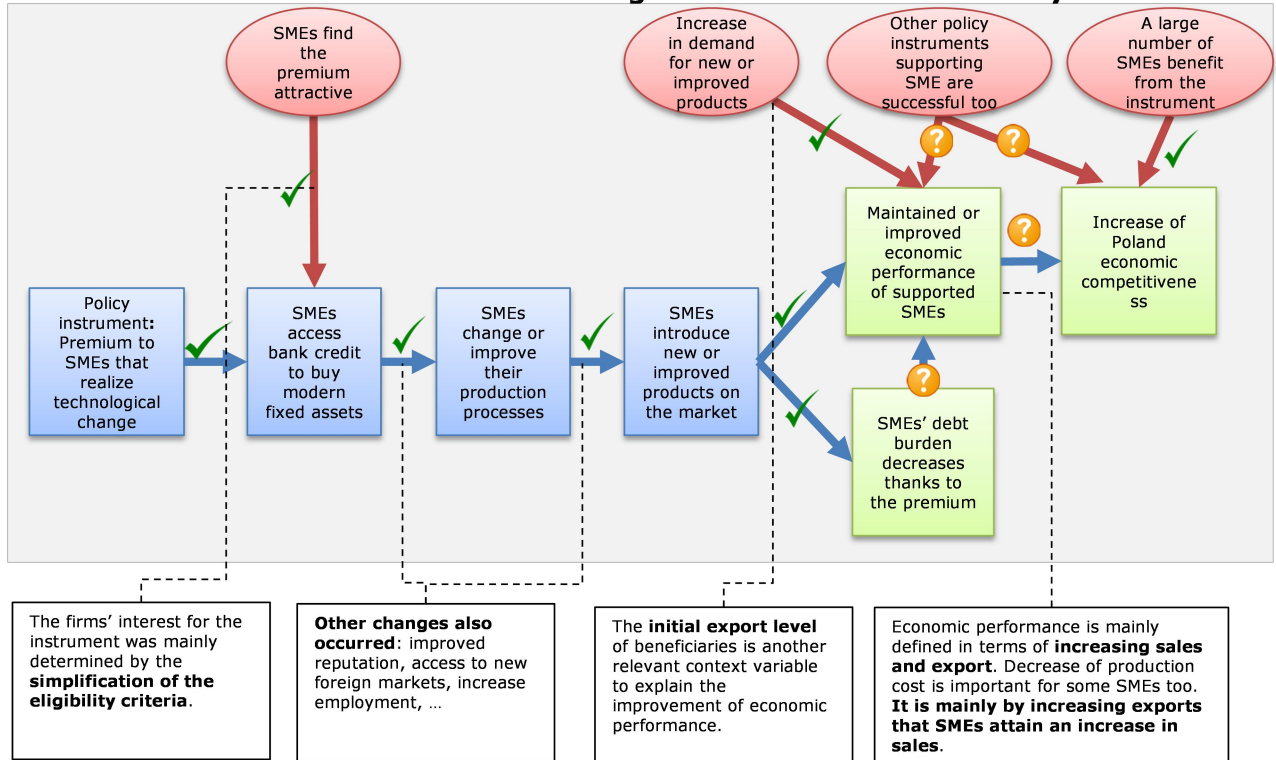 SMEs find
the
premium
attractive
Increase
in demand
for new or
improved
products
Other policy
instruments
supporting
SME are
successful too
A large
number of
SMEs benefit
from the
instrument
?
?
Maintained or
improved
economic
performance
of supported
SMEs
?
Increase of
Poland
economic
competitivene
ss
Policy
instrument:
Premium to
SMEs that
realize
technological
change
SMEs
access
bank credit
to buy
modern
fixed assets
SMEs
change or
improve
their
production
processes
SMEs
introduce
new or
improved
products on
the market
?
SMEs’ debt
burden
decreases
thanks to
the premium
The firms’ interest for the
instrument was mainly
determined by the
simplification of the
eligibility criteria.
Other changes also
occurred: improved
reputation, access to new
foreign markets, increase
employment, …
The initial export level
of beneficiaries is another
relevant context variable
to explain the
improvement of economic
performance.
Economic performance is mainly
defined in terms of increasing sales
and export. Decrease of production
cost is important for some SMEs too.
It is mainly by increasing exports
that SMEs attain an increase in
sales.